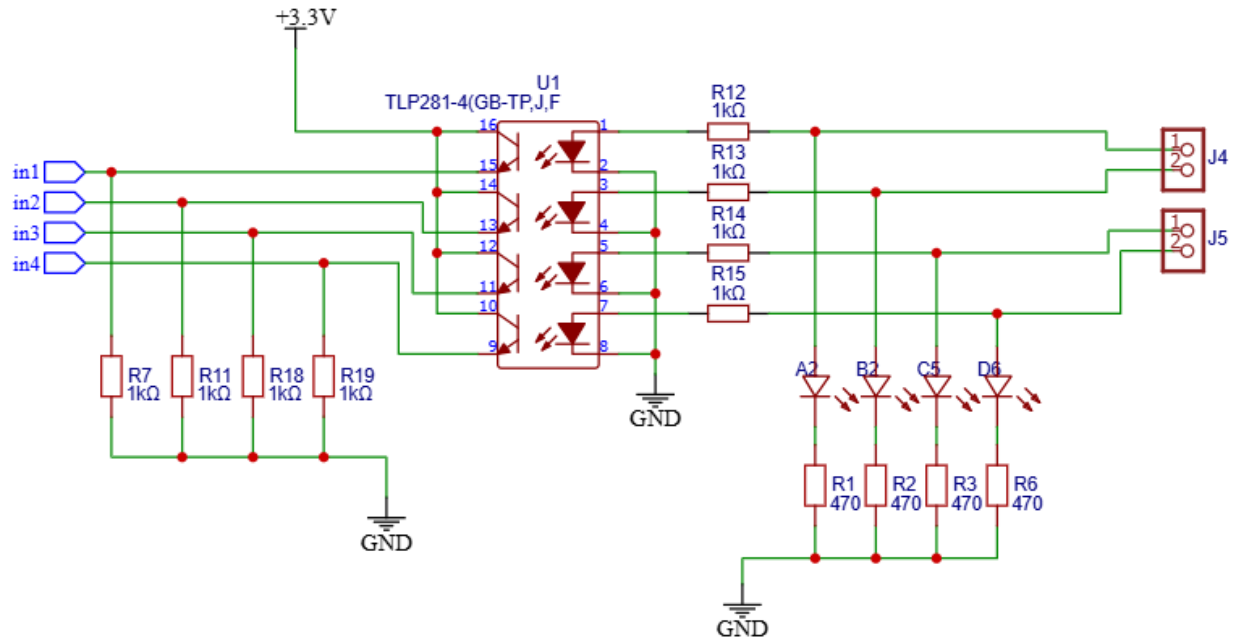 +3.3V
U1
TLP281-4(GB-TP,J,F
R12
1kΩ
16
1
15
2
in1
1
2
J4
R13
1kΩ
14
3
in2
13
4
R14
1kΩ
1
2
J5
in3
12
5
in4
11
6
R15
1kΩ
10
7
9
8
R7
1kΩ
R11
1kΩ
R18
1kΩ
R19
1kΩ
A2
B2
C5
D6
GND
R1
470
R2
470
R3
470
R6
470
GND
GND